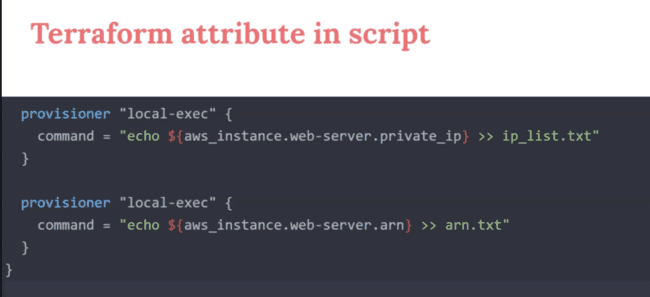 Terraform attribute in script
provisioner "local-exec" {
command = "echo ${aws_instance.web-server.private_ip} >> ip_list.txt"
}
provisioner "local-exec" {
command = "echo ${aws_instance.web-server.arn} >> arn.txt"
}
}